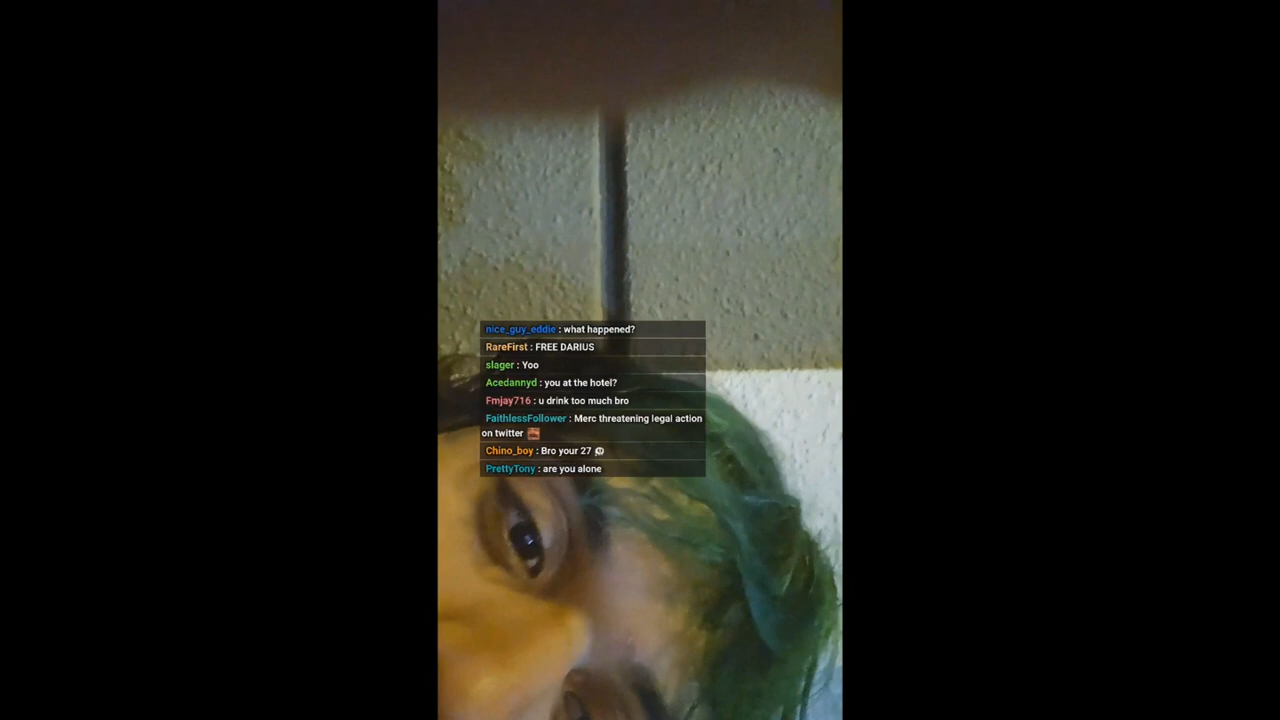 nice_guy_eddie : what happened?
RareFirst : FREE DARIUS
slager : Yoo
Acedannyd : you at the hotel?
Fmjay716 : u drink too much bro
FaithlessFollower : Merc threatening legal action
on twitter
Chino_boy : Bro your 27
PrettyTony : are you alone